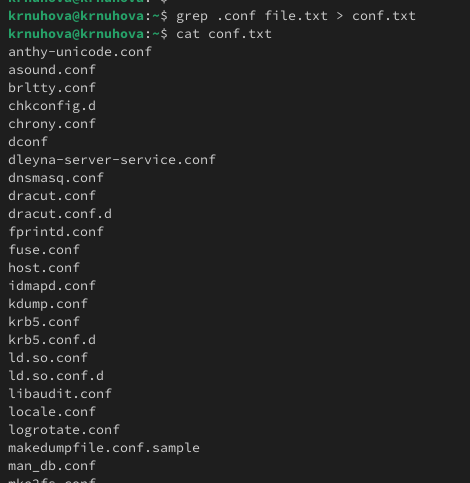 krnuhova@krnuhova:~$ grep .conf file.txt > conf.txt
krnuhova@krnuhova:~$ cat conf.txt
anthy-unicode.conf
asound.conf
brltty.conf
chkconfig.d
chrony.conf
dconf
dleyna-server-service.conf
dnsmasq.conf
dracut.conf
dracut.conf.d
fprintd.conf
fuse.conf
host.conf
idmapd.conf
kdump.conf
krb5.conf
krb5.conf.d
ld.so.conf
ld.so.conf.d
libaudit.conf
locale.conf
logrotate.conf
makedumpfile.conf.sample
man_db.conf
mke2fs.conf